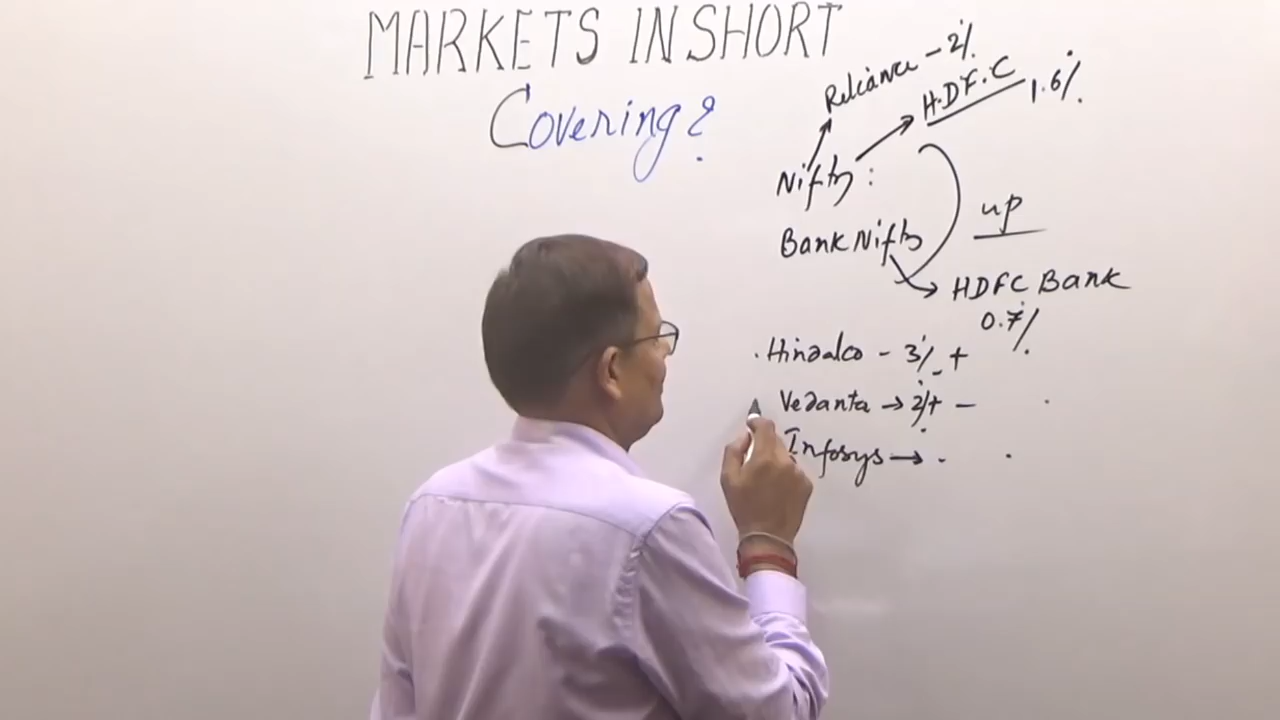 MARKETS IN SHORT
Covering?
Reliance - 2%
H.D.F.C 1.6%
Nifty :
Bank Nifty
up
HDFC Bank
0.7%
Hindalco - 3% +
Vedanta → 2%+ -
Infosys →